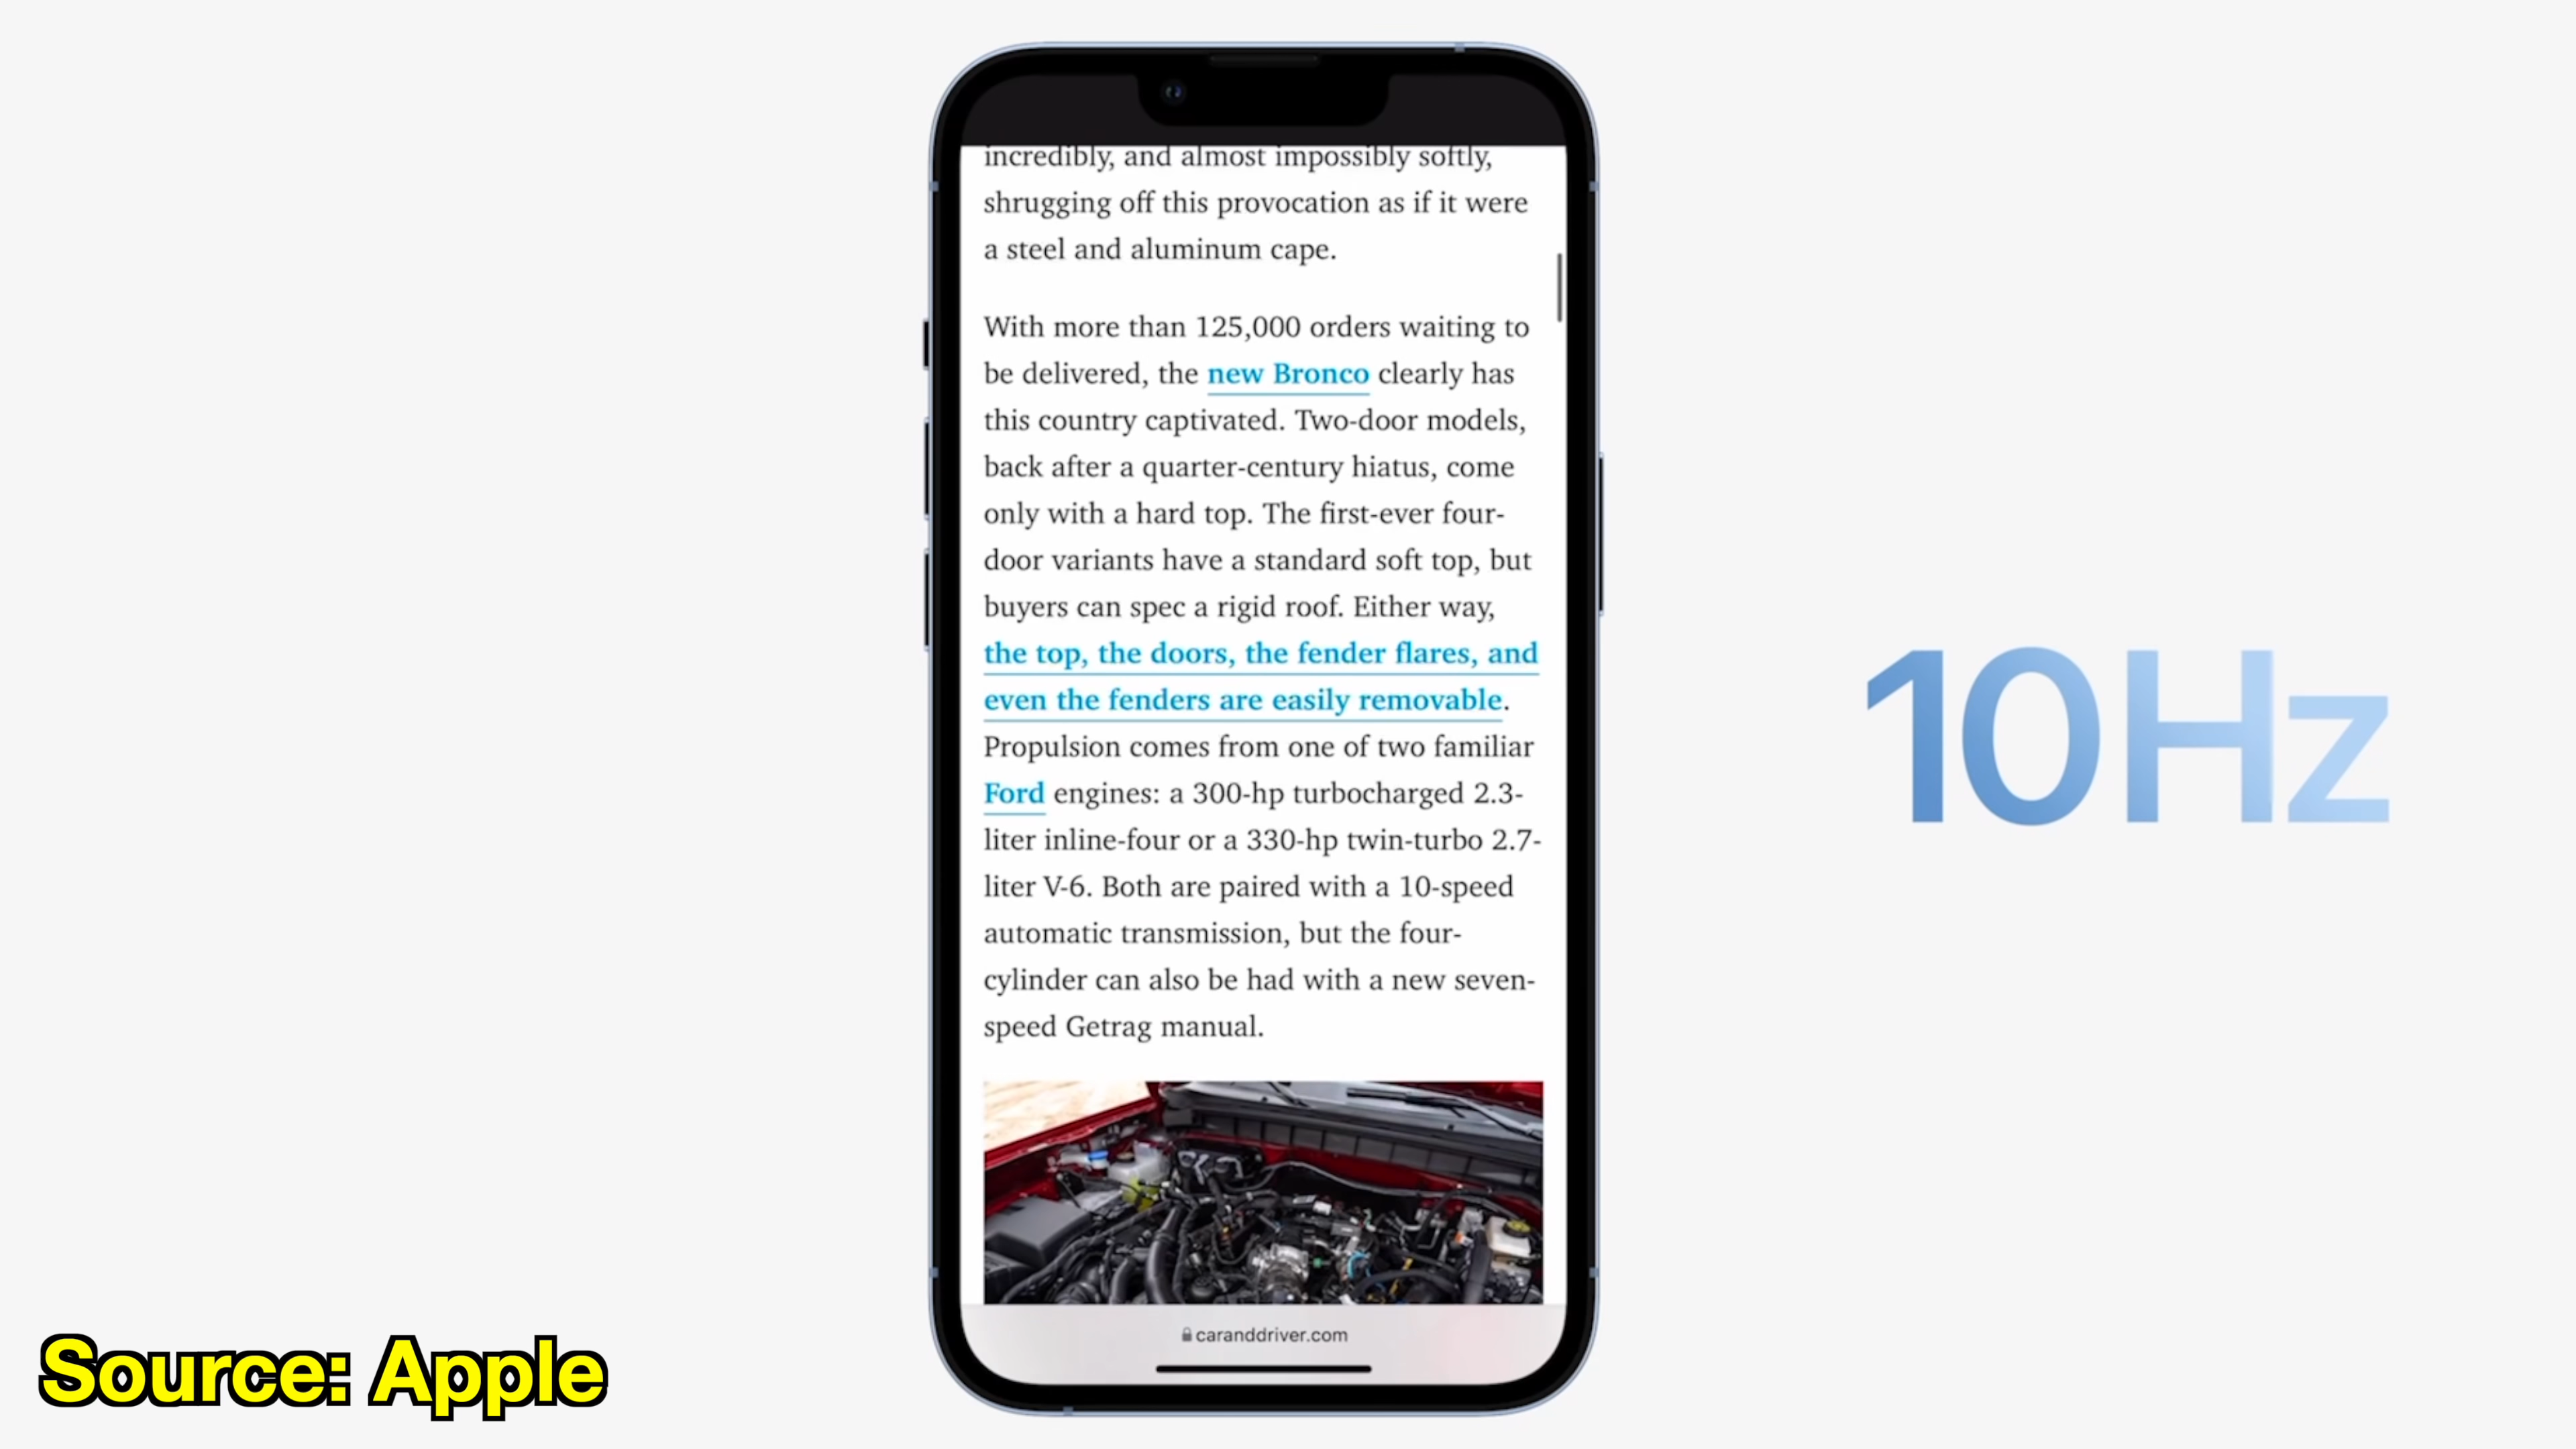 incredibly, and almost impossibly softly,
shrugging off this provocation as if it were
a steel and aluminum cape.
With more than 125,000 orders waiting to
be delivered, the new Bronco clearly has
this country captivated. Two-door models,
back after a quarter-century hiatus, come
only with a hard top. The first-ever four-
door variants have a standard soft top, but
buyers can spec a rigid roof. Either way,
the top, the doors, the fender flares, and
even the fenders are easily removable.
Propulsion comes from one of two familiar
Ford engines: a 300-hp turbocharged 2.3-
liter inline-four or a 330-hp twin-turbo 2.7-
liter V-6. Both are paired with a 10-speed
automatic transmission, but the four-
cylinder can also be had with a new seven-
speed Getrag manual.
caranddriver.com
10Hz
Source: Apple